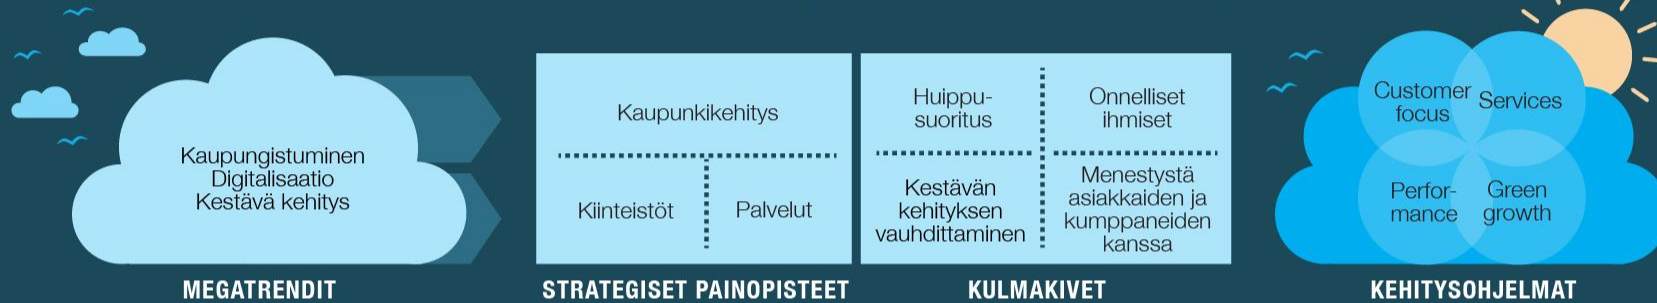 Kaupungistuminen
Digitalisaatio
Kestävä kehitys
MEGATRENDIT
Kaupunkikehitys
Kiinteistöt
Palvelut
STRATEGISET PAINOPISTEET
Huippu-
suoritus
Onnelliset
ihmiset
Kestävän
kehityksen
vauhdittaminen
Menestystä
asiakkaiden ja
kumppaneiden
kanssa
KULMAKIVET
Customer
focus
Services
Perfor-
mance
Green
growth
KEHITYSOHJELMAT